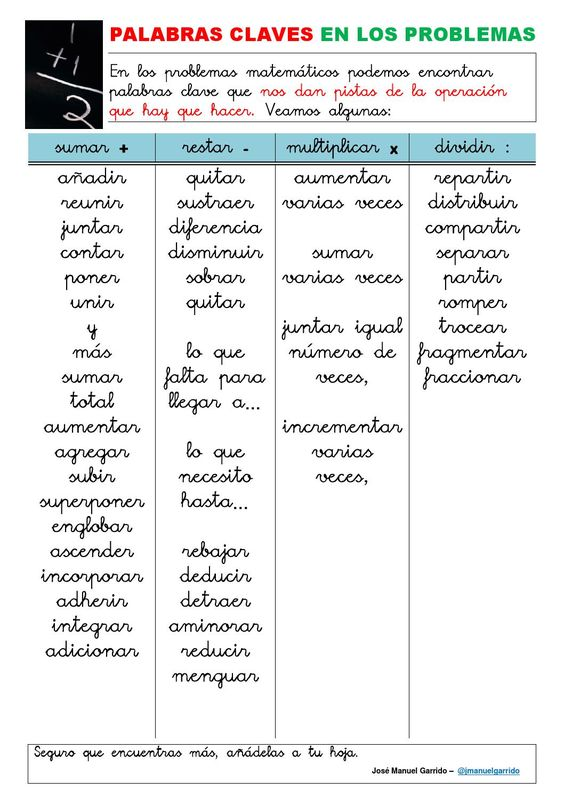 1
+1
2
PALABRAS CLAVES EN LOS PROBLEMAS
En los problemas matemáticos podemos encontrar
palabras clave que nos dan pistas de la operación
que hay que hacer. Veamos algunas:
sumar +
añadir
reunir
juntar
contar
poner
unir
y
más
sumar
total
aumentar
agregar
subir
superponer
englobar
ascender
incorporar
adherir
integrar
adicionar
restar -
quitar
sustraer
diferencia
disminuir
sobrar
quitar
lo que
falta para
llegar a...
lo que
necesito
hasta...
rebajar
deducir
detraer
aminorar
reducir
menguar
multiplicar x
aumentar
varias veces
sumar
varias veces
juntar igual
número de
veces,
incrementar
varias
veces,
dividir :
repartir
distribuir
compartir
separar
partir
romper
trocear
fragmentar
fraccionar
Seguro que encuentras más, añádelas a tu hoja.
José Manuel Garrido – @jmanuelgarrido